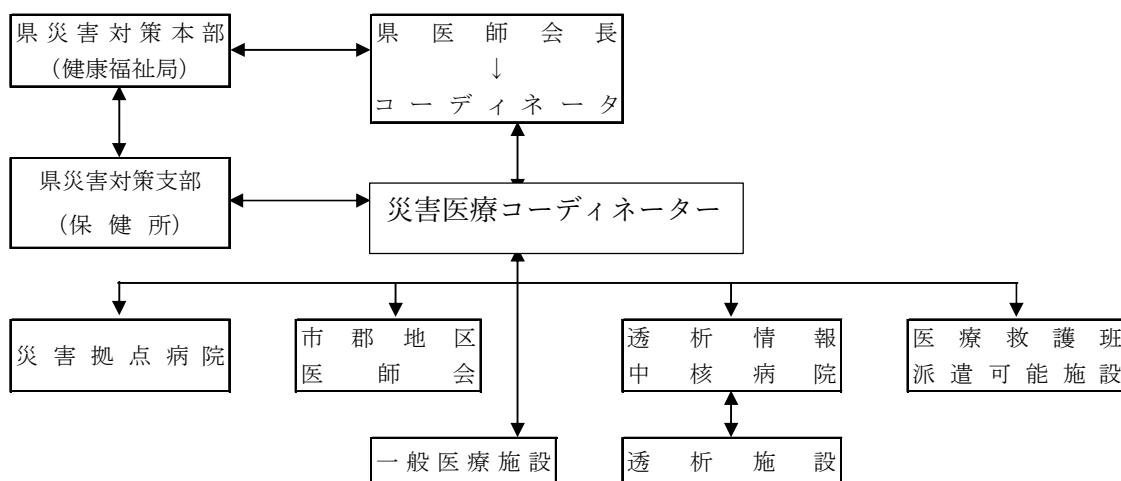 県災害対策本部
（健康福祉局）
県医師会長
↓
コーディネータ
県災害対策支部
（保健所）
災害医療コーディネーター
災害拠点病院
市郡地区
医師会
透析情報
中核病院
医療救護班
派遣可能施設
一般医療施設
透析施設